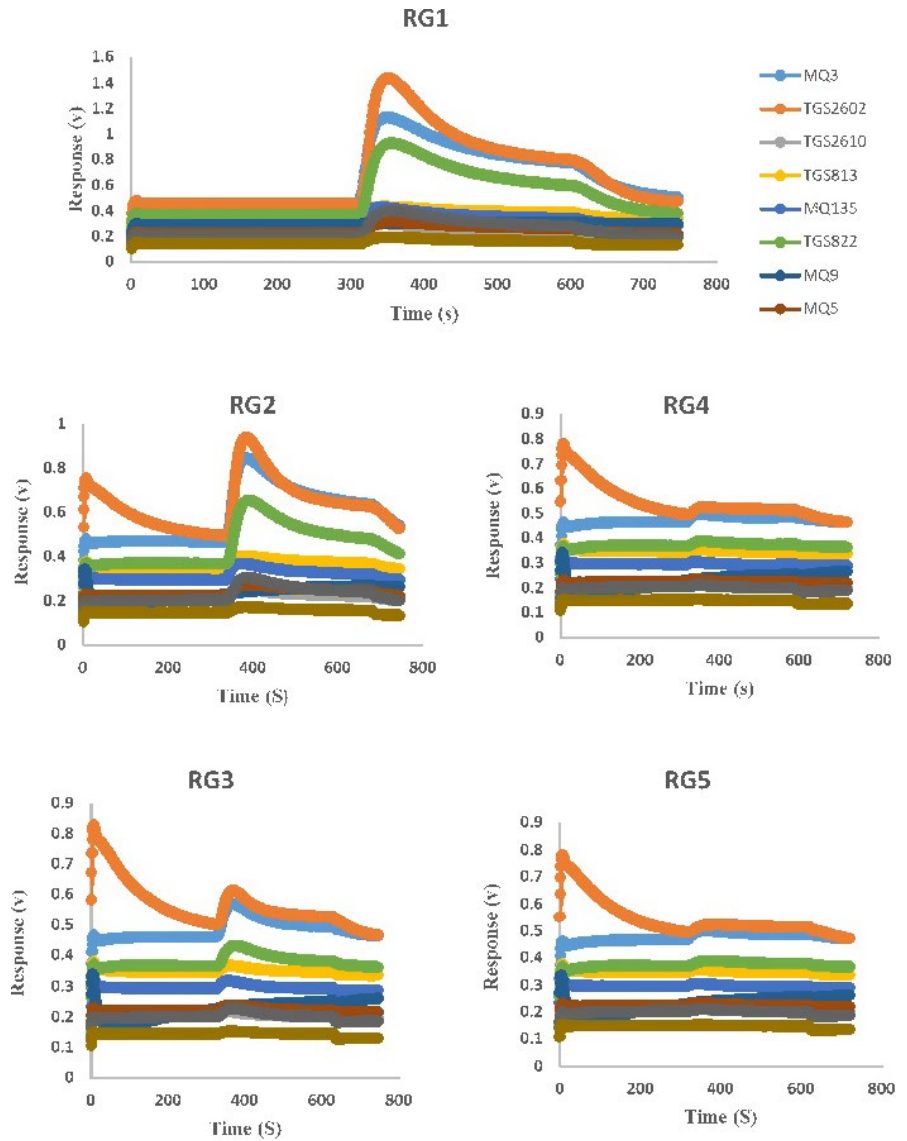 RG1
1.6
1.4
1.2
1
0.8
0.6
0.4
0.2
0
Response (v)
0 100 200 300 400 500 600 700 800
Time (s)
MQ3
TGS2602
TGS2610
TGS813
MQ135
TGS822
MQ9
MQ5
RG2
1
0.8
0.6
0.4
0.2
0
Response (v)
0 200 400 600 800
Time (S)
RG4
0.9
0.8
0.7
0.6
0.5
0.4
0.3
0.2
0.1
0
Response (v)
0 200 400 600 800
Time (s)
RG3
0.9
0.8
0.7
0.6
0.5
0.4
0.3
0.2
0.1
0
Response (v)
0 200 400 600 800
Time (S)
RG5
0.9
0.8
0.7
0.6
0.5
0.4
0.3
0.2
0.1
0
Response (v)
0 200 400 600 800
Time (S)